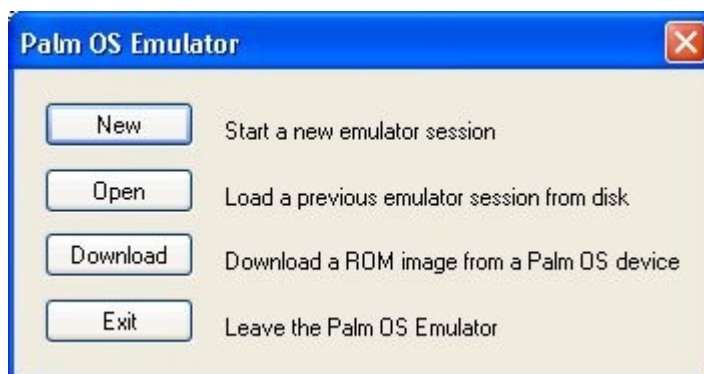 Palm OS Emulator
New Start a new emulator session
Open Load a previous emulator session from disk
Download Download a ROM image from a Palm OS device
Exit Leave the Palm OS Emulator